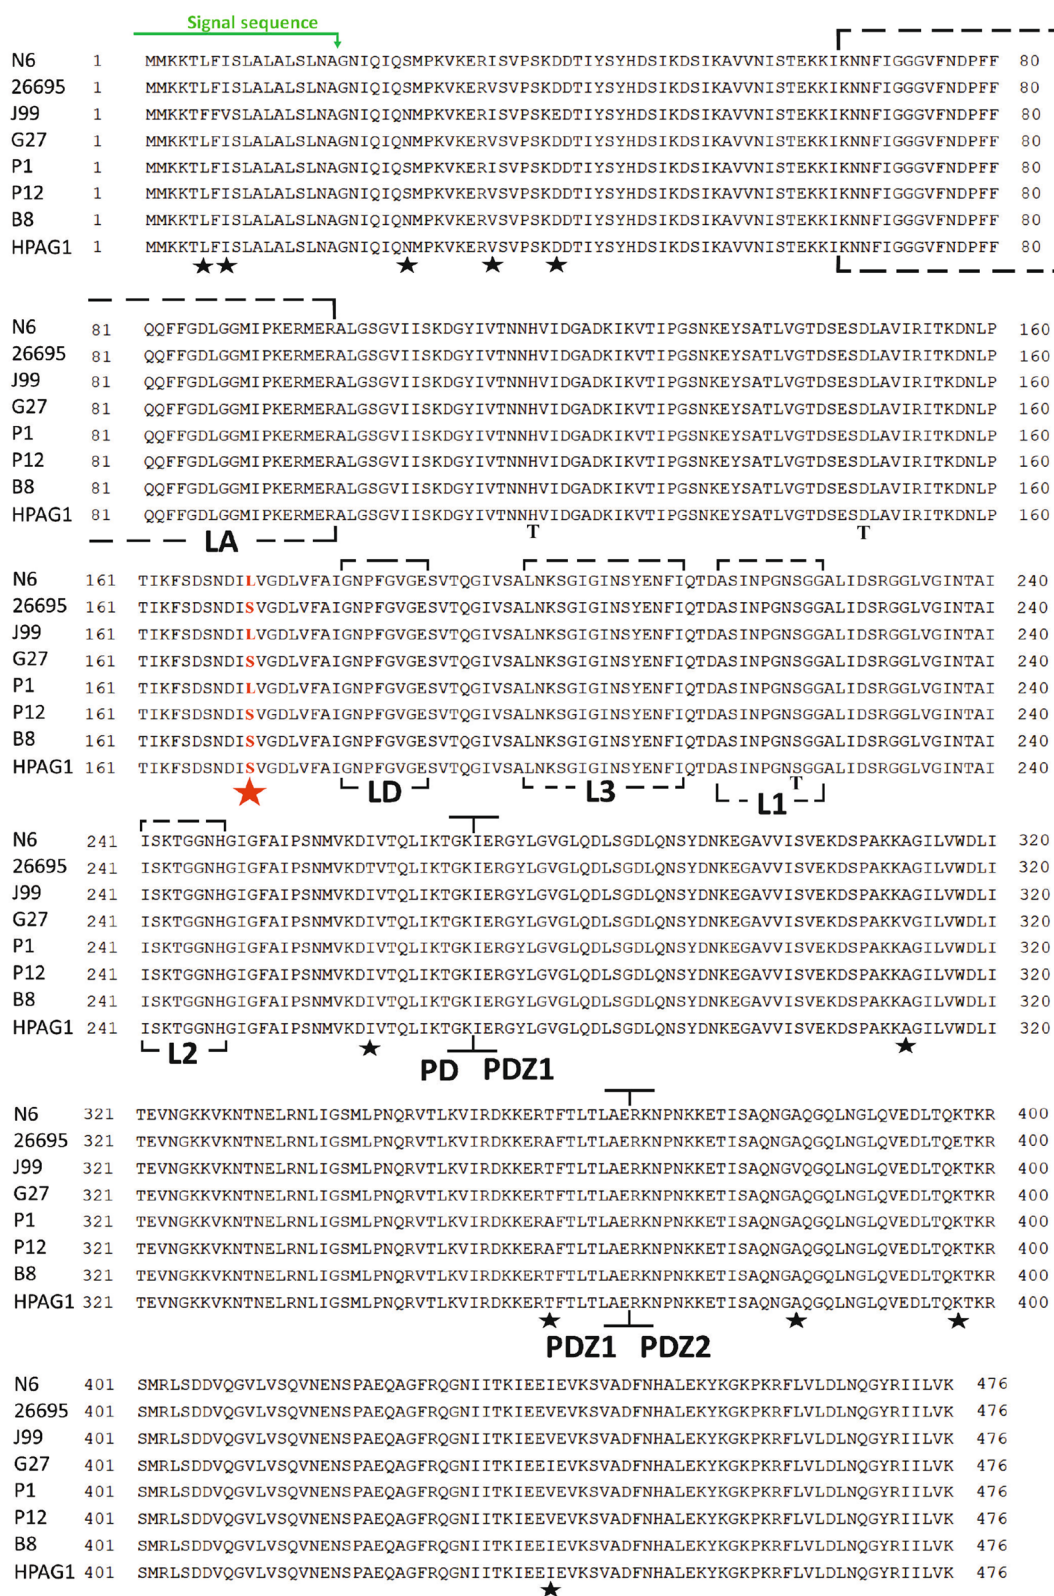 Signal sequence
N6 1 MMKKTLFISLALALSLNAGNIQIQSMPKVKERISVPSKDDTIYSYHDSIKDSIKAVVNISTEKKIKNNFIGGGVFNDPFF 80
26695 1 MMKKTLFISLALALSLNAGNIQIQSMPKVKERVSVPSKDDTIYSYHDSIKDSIKAVVNISTEKKIKNNFIGGGVFNDPFF 80
J99 1 MMKKTFFVSLALALSLNAGNIQIQNMPKVKERISVPSKEDTIYSYHDSIKDSIKAVVNISTEKKIKNNFIGGGVFNDPFF 80
G27 1 MMKKTLFISLALALSLNAGNIQIQSMPKVKERISVPSKDDTIYSYHDSIKDSIKAVVNISTEKKIKNNFIGGGVFNDPFF 80
P1 1 MMKKTLFISLALALSLNAGNIQIQSMPKVKERISVPSKDDTIYSYHDSIKDSIKAVVNISTEKKIKNNFIGGGVFNDPFF 80
P12 1 MMKKTLFISLALALSLNAGNIQIQSMPKVKERVSVPSKDDTIYSYHDSIKDSIKAVVNISTEKKIKNNFIGGGVFNDPFF 80
B8 1 MMKKTLFISLALALSLNAGNIQIQNMPKVKERVSVPSKDDTIYSYHDSIKDSIKAVVNISTEKKIKNNFIGGGVFNDPFF 80
HPAG1 1 MMKKTLFISLALALSLNAGNIQIQNMPKVKERVSVPSKDDTIYSYHDSIKDSIKAVVNISTEKKIKNNFIGGGVFNDPFF 80
N6 81 QQFFGDLGGMIPKERMERALGSGVIISKDGYIVTNNHVIDGADKIKVTIPGSNKEYSATLVGTDSESDLAVIRITKDNLP 160
26695 81 QQFFGDLGGMIPKERMERALGSGVIISKDGYIVTNNHVIDGADKIKVTIPGSNKEYSATLVGTDSESDLAVIRITKDNLP 160
J99 81 QQFFGDLGGMIPKERMERALGSGVIISKDGYIVTNNHVIDGADKIKVTIPGSNKEYSATLVGTDSESDLAVIRITKDNLP 160
G27 81 QQFFGDLGGMIPKERMERALGSGVIISKDGYIVTNNHVIDGADKIKVTIPGSNKEYSATLVGTDSESDLAVIRITKDNLP 160
P1 81 QQFFGDLGGMIPKERMERALGSGVIISKDGYIVTNNHVIDGADKIKVTIPGSNKEYSATLVGTDSESDLAVIRITKDNLP 160
P12 81 QQFFGDLGGMIPKERMERALGSGVIISKDGYIVTNNHVIDGADKIKVTIPGSNKEYSATLVGTDSESDLAVIRITKDNLP 160
B8 81 QQFFGDLGGMIPKERMERALGSGVIISKDGYIVTNNHVIDGADKIKVTIPGSNKEYSATLVGTDSESDLAVIRITKDNLP 160
HPAG1 81 QQFFGDLGGMIPKERMERALGSGVIISKDGYIVTNNHVIDGADKIKVTIPGSNKEYSATLVGTDSESDLAVIRITKDNLP 160
LA T T
N6 161 TIKFSDSNDILVGDLVFAIGNPFGVGESVTQGIVSALNKSGIGINSYENFIQTDASINPGNSGGALIDSRGGLVGINTAI 240
26695 161 TIKFSDSNDISVGDLVFAIGNPFGVGESVTQGIVSALNKSGIGINSYENFIQTDASINPGNSGGALIDSRGGLVGINTAI 240
J99 161 TIKFSDSNDILVGDLVFAIGNPFGVGESVTQGIVSALNKSGIGINSYENFIQTDASINPGNSGGALIDSRGGLVGINTAI 240
G27 161 TIKFSDSNDISVGDLVFAIGNPFGVGESVTQGIVSALNKSGIGINSYENFIQTDASINPGNSGGALIDSRGGLVGINTAI 240
P1 161 TIKFSDSNDILVGDLVFAIGNPFGVGESVTQGIVSALNKSGIGINSYENFIQTDASINPGNSGGALIDSRGGLVGINTAI 240
P12 161 TIKFSDSNDISVGDLVFAIGNPFGVGESVTQGIVSALNKSGIGINSYENFIQTDASINPGNSGGALIDSRGGLVGINTAI 240
B8 161 TIKFSDSNDISVGDLVFAIGNPFGVGESVTQGIVSALNKSGIGINSYENFIQTDASINPGNSGGALIDSRGGLVGINTAI 240
HPAG1 161 TIKFSDSNDISVGDLVFAIGNPFGVGESVTQGIVSALNKSGIGINSYENFIQTDASINPGNSGGALIDSRGGLVGINTAI 240
LD L3 L1 T
N6 241 ISKTGGNHGIGFAIPSNMVKDIVTQLIKTGKIERGYLGVGLQDLSGDLQNSYDNKEGAVVISVEKDSPAKKAGILVWDLI 320
26695 241 ISKTGGNHGIGFAIPSNMVKDTVTQLIKTGKIERGYLGVGLQDLSGDLQNSYDNKEGAVVISVEKDSPAKKAGILVWDLI 320
J99 241 ISKTGGNHGIGFAIPSNMVKDIVTQLIKTGKIERGYLGVGLQDLSGDLQNSYDNKEGAVVISVEKDSPAKKAGILVWDLI 320
G27 241 ISKTGGNHGIGFAIPSNMVKDIVTQLIKTGKIERGYLGVGLQDLSGDLQNSYDNKEGAVVISVEKDSPAKKVGILVWDLI 320
P1 241 ISKTGGNHGIGFAIPSNMVKDIVTQLIKTGKIERGYLGVGLQDLSGDLQNSYDNKEGAVVISVEKDSPAKKAGILVWDLI 320
P12 241 ISKTGGNHGIGFAIPSNMVKDIVTQLIKTGKIERGYLGVGLQDLSGDLQNSYDNKEGAVVISVEKDSPAKKAGILVWDLI 320
B8 241 ISKTGGNHGIGFAIPSNMVKDIVTQLIKTGKIERGYLGVGLQDLSGDLQNSYDNKEGAVVISVEKDSPAKKAGILVWDLI 320
HPAG1 241 ISKTGGNHGIGFAIPSNMVKDIVTQLIKTGKIERGYLGVGLQDLSGDLQNSYDNKEGAVVISVEKDSPAKKAGILVWDLI 320
L2 PD PDZ1
N6 321 TEVNGKKVKNTNELRNLIGSMLPNQRVTLKVIRDKKERTFTLTLAERKNPNKKETISAQNGAQGQLNGLQVEDLTQKTKR 400
26695 321 TEVNGKKVKNTNELRNLIGSMLPNQRVTLKVIRDKKERAFTLTLAERKNPNKKETISAQNGAQGQLNGLQVEDLTQETKR 400
J99 321 TEVNGKKVKNTNELRNLIGSMLPNQRVTLKVIRDKKERTFTLTLAERKNPNKKETISAQNGVQGQLNGLQVEDLTQKTKR 400
G27 321 TEVNGKKVKNTNELRNLIGSMLPNQRVTLKVIRDKKERTFTLTLAERKNPNKKETISAQNGAQGQLNGLQVEDLTQKTKR 400
P1 321 TEVNGKKVKNTNELRNLIGSMLPNQRVTLKVIRDKKERAFTLTLAERKNPNKKETISAQNGAQGQLNGLQVEDLTQKTKR 400
P12 321 TEVNGKKVKNTNELRNLIGSMLPNQRVTLKVIRDKKERAFTLTLAERKNPNKKETISAQNGAQGQLNGLQVEDLTQKTKR 400
B8 321 TEVNGKKVKNTNELRNLIGSMLPNQRVTLKVIRDKKERTFTLTLAERKNPNKKETISAQNGAQGQLNGLQVEDLTQKTKR 400
HPAG1 321 TEVNGKKVKNTNELRNLIGSMLPNQRVTLKVIRDKKERTFTLTLAERKNPNKKETISAQNGAQGQLNGLQVEDLTQKTKR 400
PDZ1 PDZ2
N6 401 SMRLSDDVQGVLVSQVNENSPAEQAGFRQGNIITKIEEIEVKSVADFNHALEKYKGKPKRFLVLDLNQGYRIILVK 476
26695 401 SMRLSDDVQGVLVSQVNENSPAEQAGFRQGNIITKIEEVEVKSVADFNHALEKYKGKPKRFLVLDLNQGYRIILVK 476
J99 401 SMRLSDDVQGVLVSQVNENSPAEQAGFRQGNIITKIEEVEVKSVADFNHALEKYKGKPKRFLVLDLNQGYRIILVK 476
G27 401 SMRLSDDVQGVLVSQVNENSPAEQAGFRQGNIITKIEEIEVKSVADFNHALEKYKGKPKRFLVLDLNQGYRIILVK 476
P1 401 SMRLSDDVQGVLVSQVNENSPAEQAGFRQGNIITKIEEVEVKSVADFNHALEKYKGKPKRFLVLDLNQGYRIILVK 476
P12 401 SMRLSDDVQGVLVSQVNENSPAEQAGFRQGNIITKIEEVEVKSVADFNHALEKYKGKPKRFLVLDLNQGYRIILVK 476
B8 401 SMRLSDDVQGVLVSQVNENSPAEQAGFRQGNIITKIEEIEVKSVADFNHALEKYKGKPKRFLVLDLNQGYRIILVK 476
HPAG1 401 SMRLSDDVQGVLVSQVNENSPAEQAGFRQGNIITKIEEIEVKSVADFNHALEKYKGKPKRFLVLDLNQGYRIILVK 476